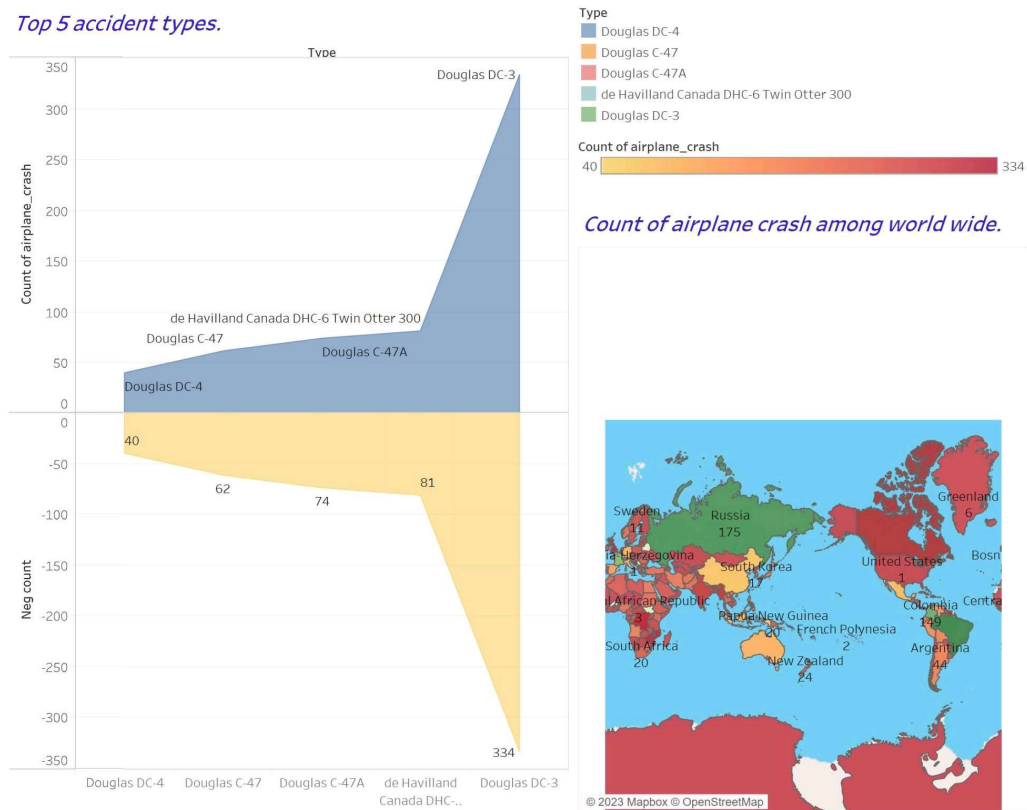 Top 5 accident types.
Type
350
300
250
200
150
100
50
0
Count of airplane_crash
Douglas DC-3
de Havilland Canada DHC-6 Twin Otter 300
Douglas C-47
Douglas C-47A
Douglas DC-4
0
-50
-100
-150
-200
-250
-300
-350
Neg count
40
62
74
81
334
Douglas DC-4
Douglas C-47
Douglas C-47A
de Havilland
Canada DHC-..
Douglas DC-3
Type
Douglas DC-4
Douglas C-47
Douglas C-47A
de Havilland Canada DHC-6 Twin Otter 300
Douglas DC-3
Count of airplane_crash
40
334
Count of airplane crash among world wide.
Greenland
6
Sweden
11
Russia
175
ia Herzegovina
1
South Korea
17
United States
1
Bosn
l African Republic
3
Papua New Guinea
20
Colombia
149
Centra
French Polynesia
2
South Africa
20
New Zealand
24
Argentina
44
© 2023 Mapbox © OpenStreetMap